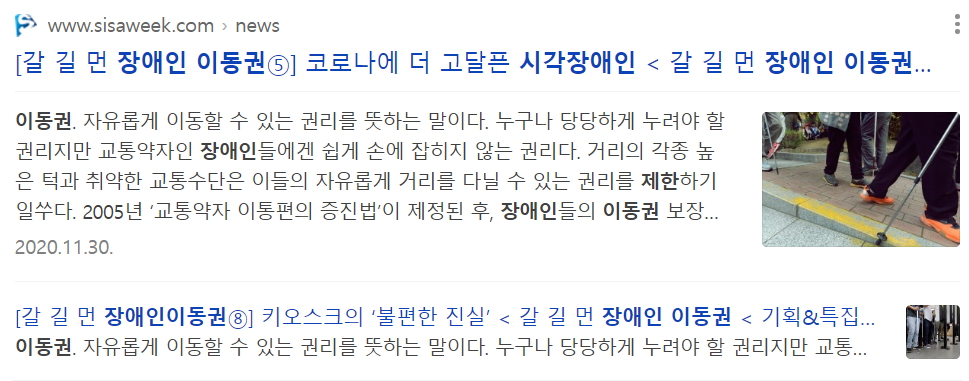 www.sisaweek.com › news
[갈 길 먼 장애인 이동권⑤] 코로나에 더 고달픈 시각장애인 < 갈 길 먼 장애인 이동권...
이동권. 자유롭게 이동할 수 있는 권리를 뜻하는 말이다. 누구나 당당하게 누려야 할
권리지만 교통약자인 장애인들에겐 쉽게 손에 잡히지 않는 권리다. 거리의 각종 높
은 턱과 취약한 교통수단은 이들의 자유롭게 거리를 다닐 수 있는 권리를 제한하기
일쑤다. 2005년 ‘교통약자 이통편의 증진법’이 제정된 후, 장애인들의 이동권 보장...
2020.11.30.
[갈 길 먼 장애인이동권⑧] 키오스크의 ‘불편한 진실’ < 갈 길 먼 장애인 이동권 < 기획&특집...
이동권. 자유롭게 이동할 수 있는 권리를 뜻하는 말이다. 누구나 당당하게 누려야 할 권리지만 교통...